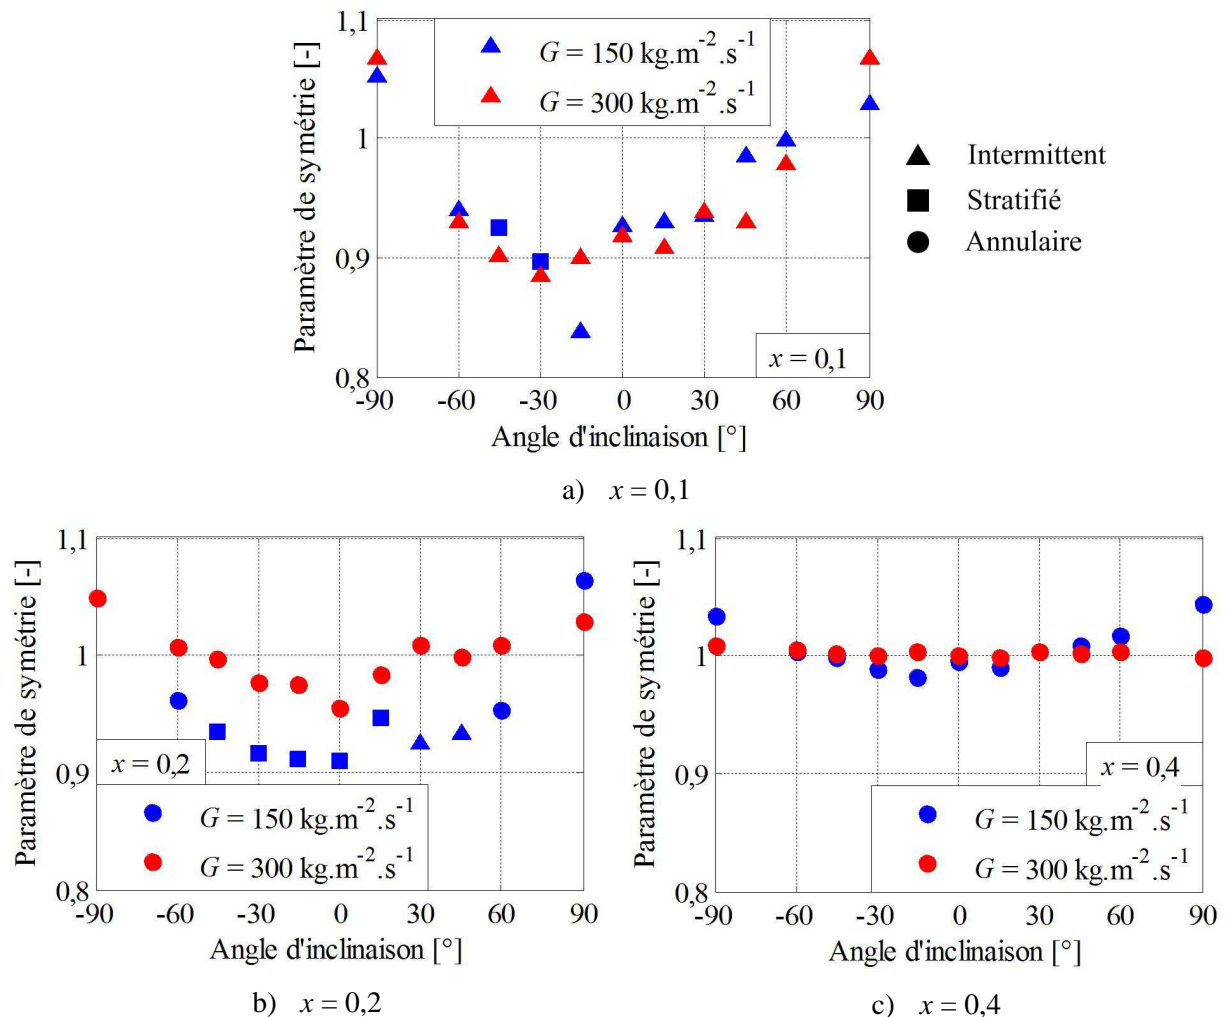 1,1
1
0,9
0,8
Paramètre de symétrie [-]
G = 150 kg.m-2.s-1
G = 300 kg.m-2.s-1
x = 0,1
-90 -60 -30 0 30 60 90
Angle d'inclinaison [°]
Intermittent
Stratifié
Annulaire
a) x = 0,1
1,1
1
0,9
0,8
Paramètre de symétrie [-]
x = 0,2
G = 150 kg.m-2.s-1
G = 300 kg.m-2.s-1
-90 -60 -30 0 30 60 90
Angle d'inclinaison [°]
b) x = 0,2
1,1
1
0,9
0,8
Paramètre de symétrie [-]
x = 0,4
G = 150 kg.m-2.s-1
G = 300 kg.m-2.s-1
-90 -60 -30 0 30 60 90
Angle d'inclinaison [°]
c) x = 0,4